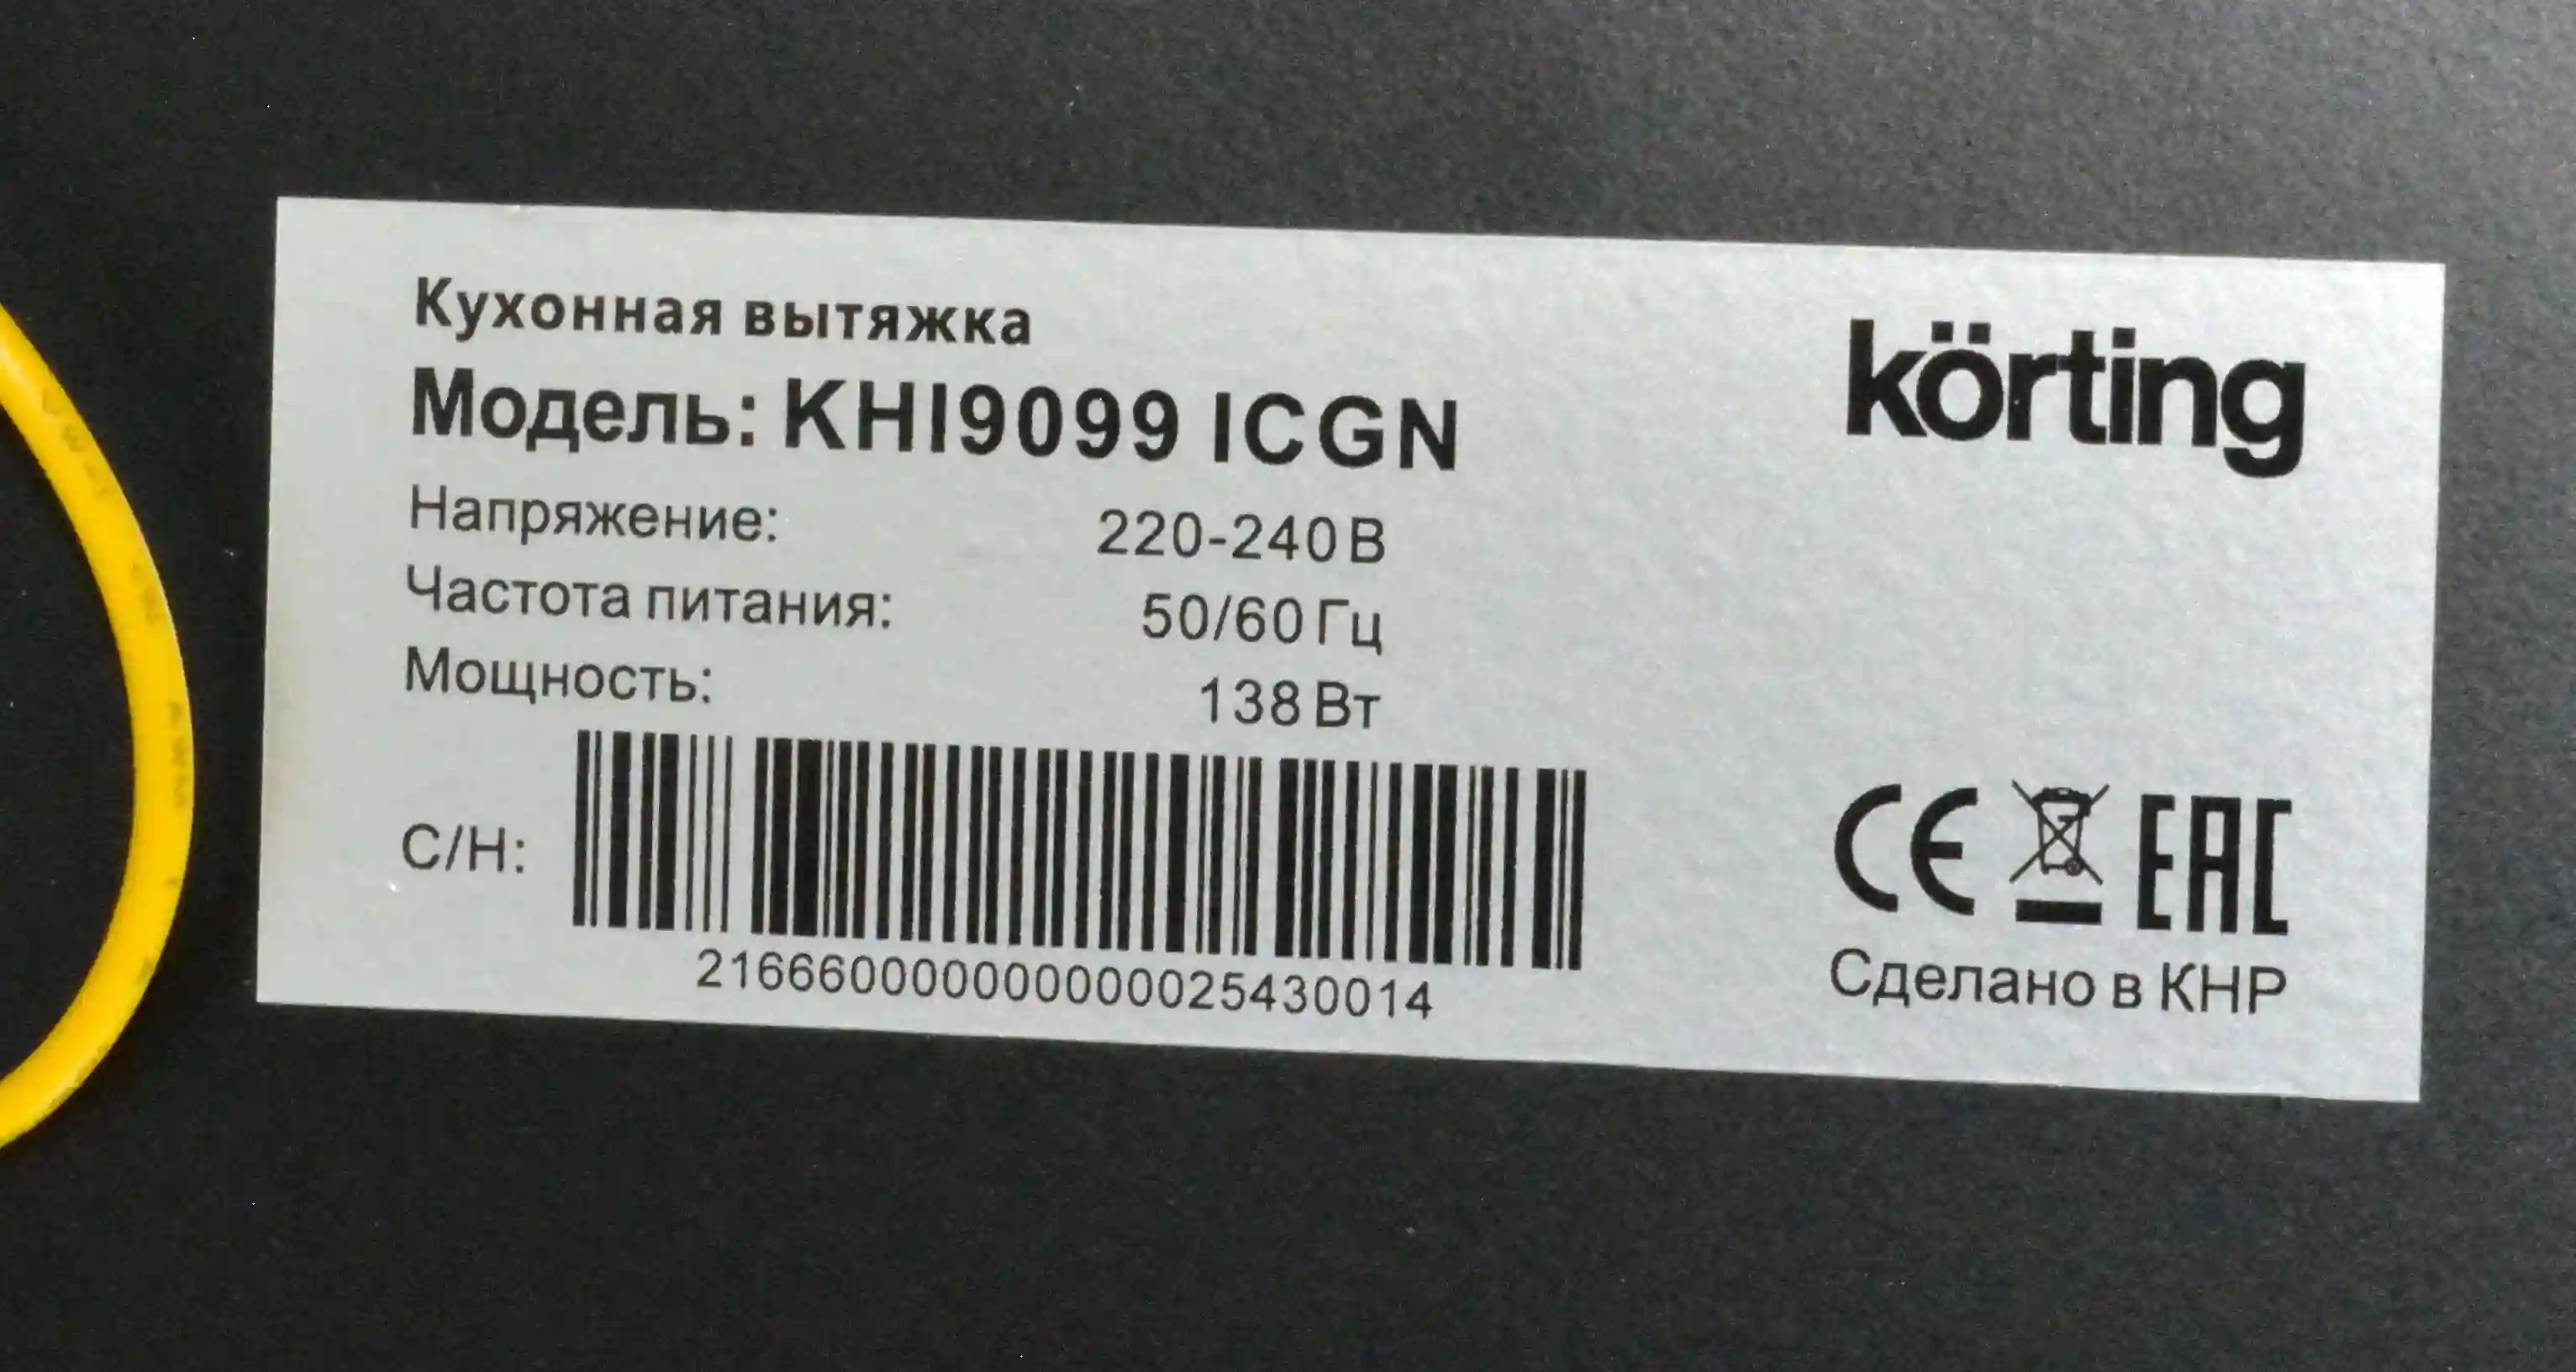 Кухонная вытяжка
körting
Модель: KHI9099 ICGN
Напряжение: 220-240 В
Частота питания: 50/60 Гц
Мощность: 138 Вт
С/Н:
2166600000000000025430014
CE EAC
Сделано в КНР